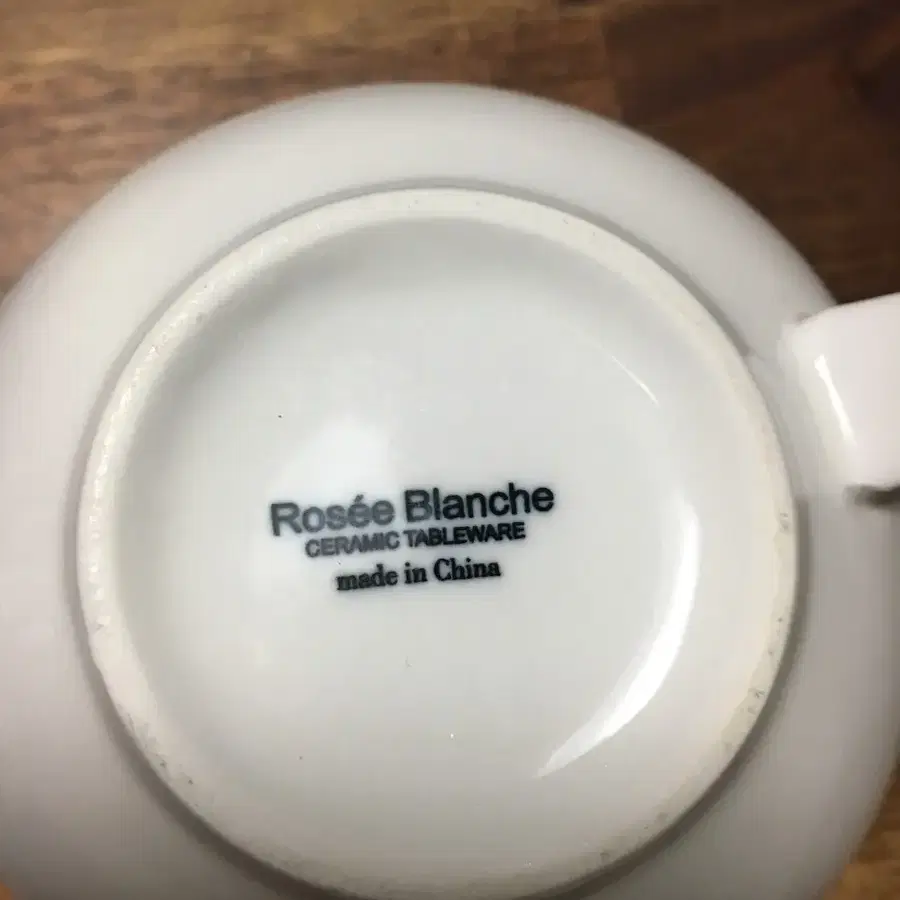 Rosée Blanche
CERAMIC TABLEWARE
made in China